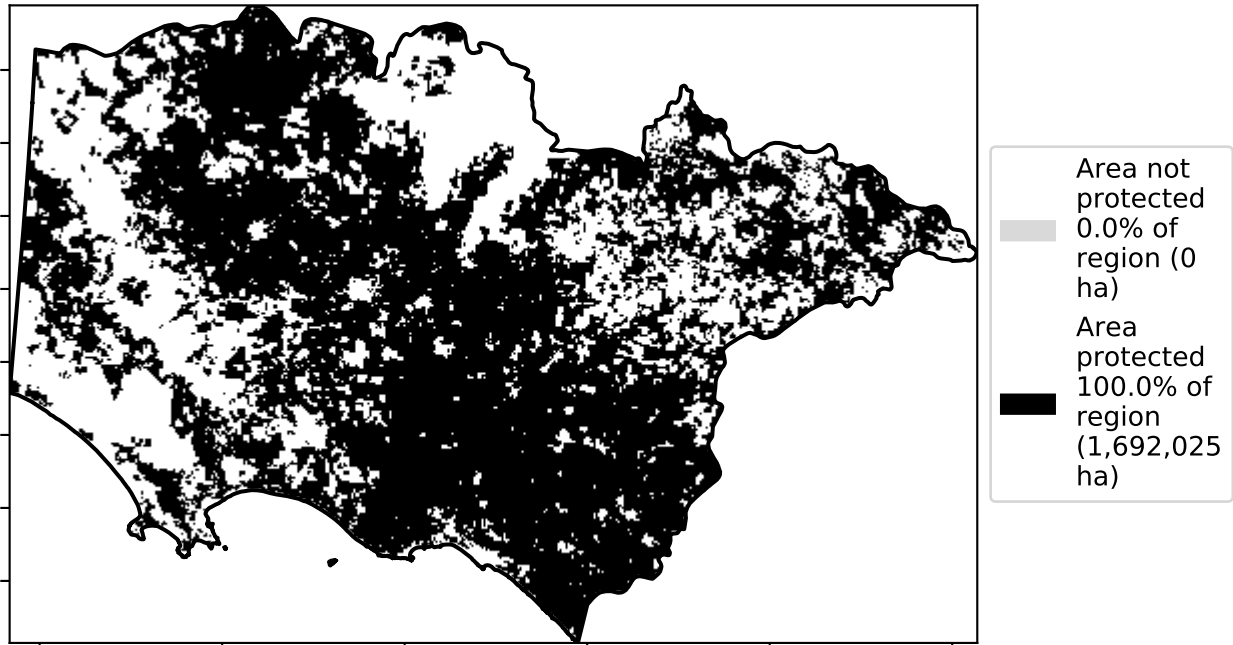 Area not
protected
0.0% of
region (0
ha)
Area
protected
100.0% of
region
(1,692,025
ha)